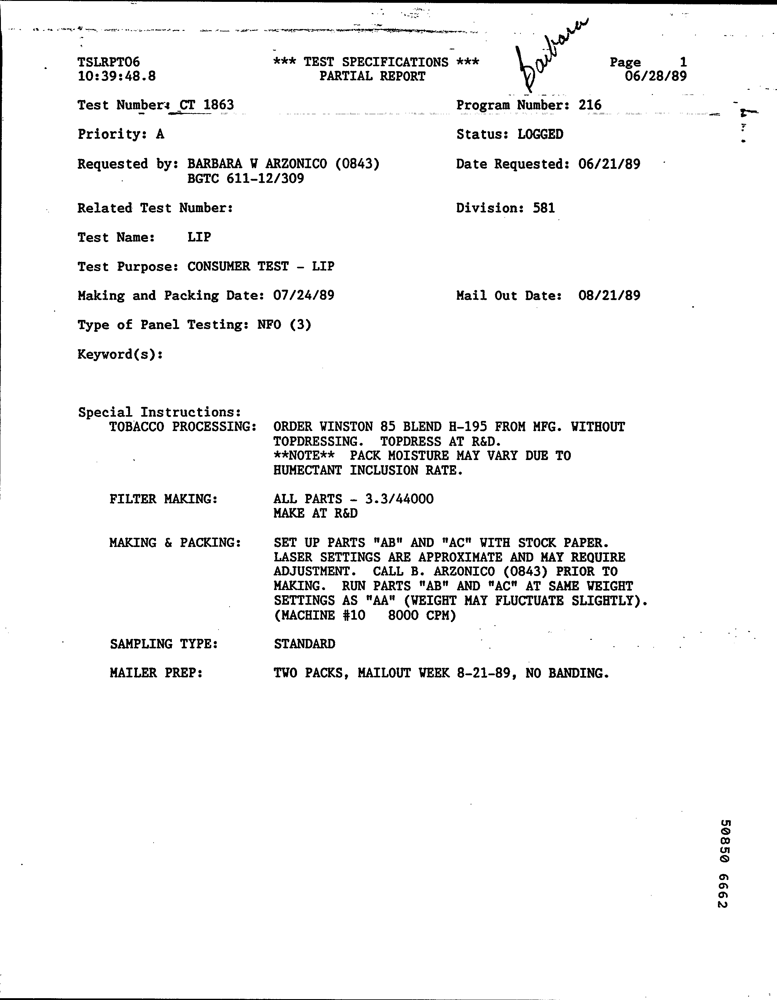 Barbara
TSLRPT06 *** TEST SPECIFICATIONS *** Page 1
10:39:48.8 PARTIAL REPORT 06/28/89
Test Number: CT 1863 Program Number: 216
Priority: A Status: LOGGED
Requested by: BARBARA W ARZONICO (0843) Date Requested: 06/21/89
BGTC 611-12/309
Related Test Number: Division: 581
Test Name: LIP
Test Purpose: CONSUMER TEST - LIP
Making and Packing Date: 07/24/89 Mail Out Date: 08/21/89
Type of Panel Testing: NFO (3)
Keyword(s):
Special Instructions:
TOBACCO PROCESSING: ORDER WINSTON 85 BLEND H-195 FROM MFG. WITHOUT
TOPDRESSING. TOPDRESS AT R&D.
**NOTE** PACK MOISTURE MAY VARY DUE TO
HUMECTANT INCLUSION RATE.
FILTER MAKING: ALL PARTS - 3.3/44000
MAKE AT R&D
MAKING & PACKING: SET UP PARTS "AB" AND "AC" WITH STOCK PAPER.
LASER SETTINGS ARE APPROXIMATE AND MAY REQUIRE
ADJUSTMENT. CALL B. ARZONICO (0843) PRIOR TO
MAKING. RUN PARTS "AB" AND "AC" AT SAME WEIGHT
SETTINGS AS "AA" (WEIGHT MAY FLUCTUATE SLIGHTLY).
(MACHINE #10 8000 CPM)
SAMPLING TYPE: STANDARD
MAILER PREP: TWO PACKS, MAILOUT WEEK 8-21-89, NO BANDING.
50850 6662